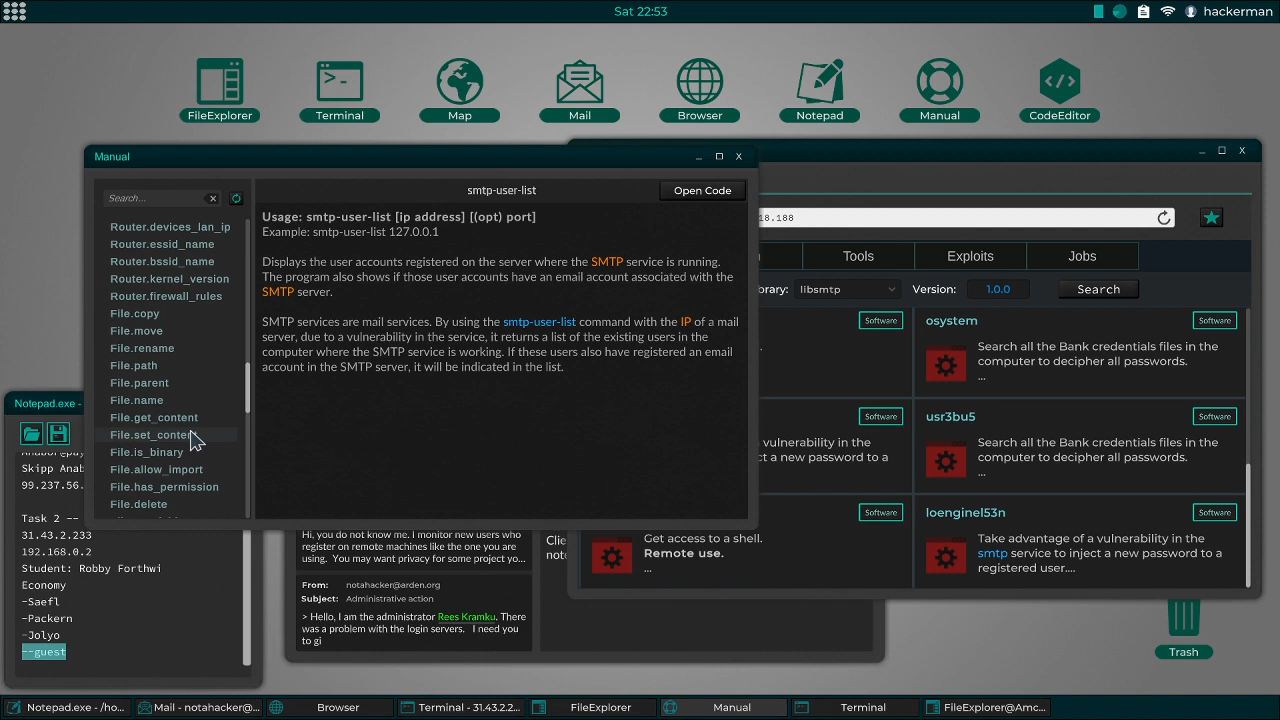 Sat 22:53
hackerman
FileExplorer
Terminal
Map
Mail
Browser
Notepad
Manual
CodeEditor
Manual
_ □ X
_ □ X
Search...
smtp-user-list
Open Code
Router.devices_lan_ip
Router.essid_name
Router.bssid_name
Router.kernel_version
Router.firewall_rules
File.copy
File.move
File.rename
File.path
File.parent
File.name
File.get_content
File.set_content
File.is_binary
File.allow_import
File.has_permission
File.delete
Usage: smtp-user-list [ip address] [(opt) port]
Example: smtp-user-list 127.0.0.1
Displays the user accounts registered on the server where the SMTP service is running.
The program also shows if those user accounts have an email account associated with the
SMTP server.
SMTP services are mail services. By using the smtp-user-list command with the IP of a mail
server, due to a vulnerability in the service, it returns a list of the existing users in the
computer where the SMTP service is working. If these users also have registered an email
account in the SMTP server, it will be indicated in the list.
8.188
Tools
Exploits
Jobs
libsmtp
Version:
1.0.0
Search
Software
osystem
Software
Search all the Bank credentials files in the
computer to decipher all passwords.
...
Software
usr3bu5
Software
vulnerability in the
ct a new password to a
Search all the Bank credentials files in the
computer to decipher all passwords.
...
Software
loenginel53n
Software
Get access to a shell.
Remote use.
...
Take advantage of a vulnerability in the
smtp service to inject a new password to a
registered user....
Notepad.exe -
Skipp Anab
99.237.56.
Task 2 --
31.43.2.233
192.168.0.2
Student: Robby Forthwi
Economy
-Saefl
-Packern
-Jolyo
--guest
Hi, you do not know me. I monitor new users who
register on remote machines like the one you are
using. You may want privacy for some project yo...
From: notahacker@arden.org
Subject: Administrative action
> Hello, I am the administrator Rees Kramku. There
was a problem with the login servers. I need you
to gi
Clie
note
Trash
Notepad.exe - /ho...
Mail - notahacker@...
Browser
Terminal - 31.43.2.2...
FileExplorer
Manual
Terminal
FileExplorer@Amc...